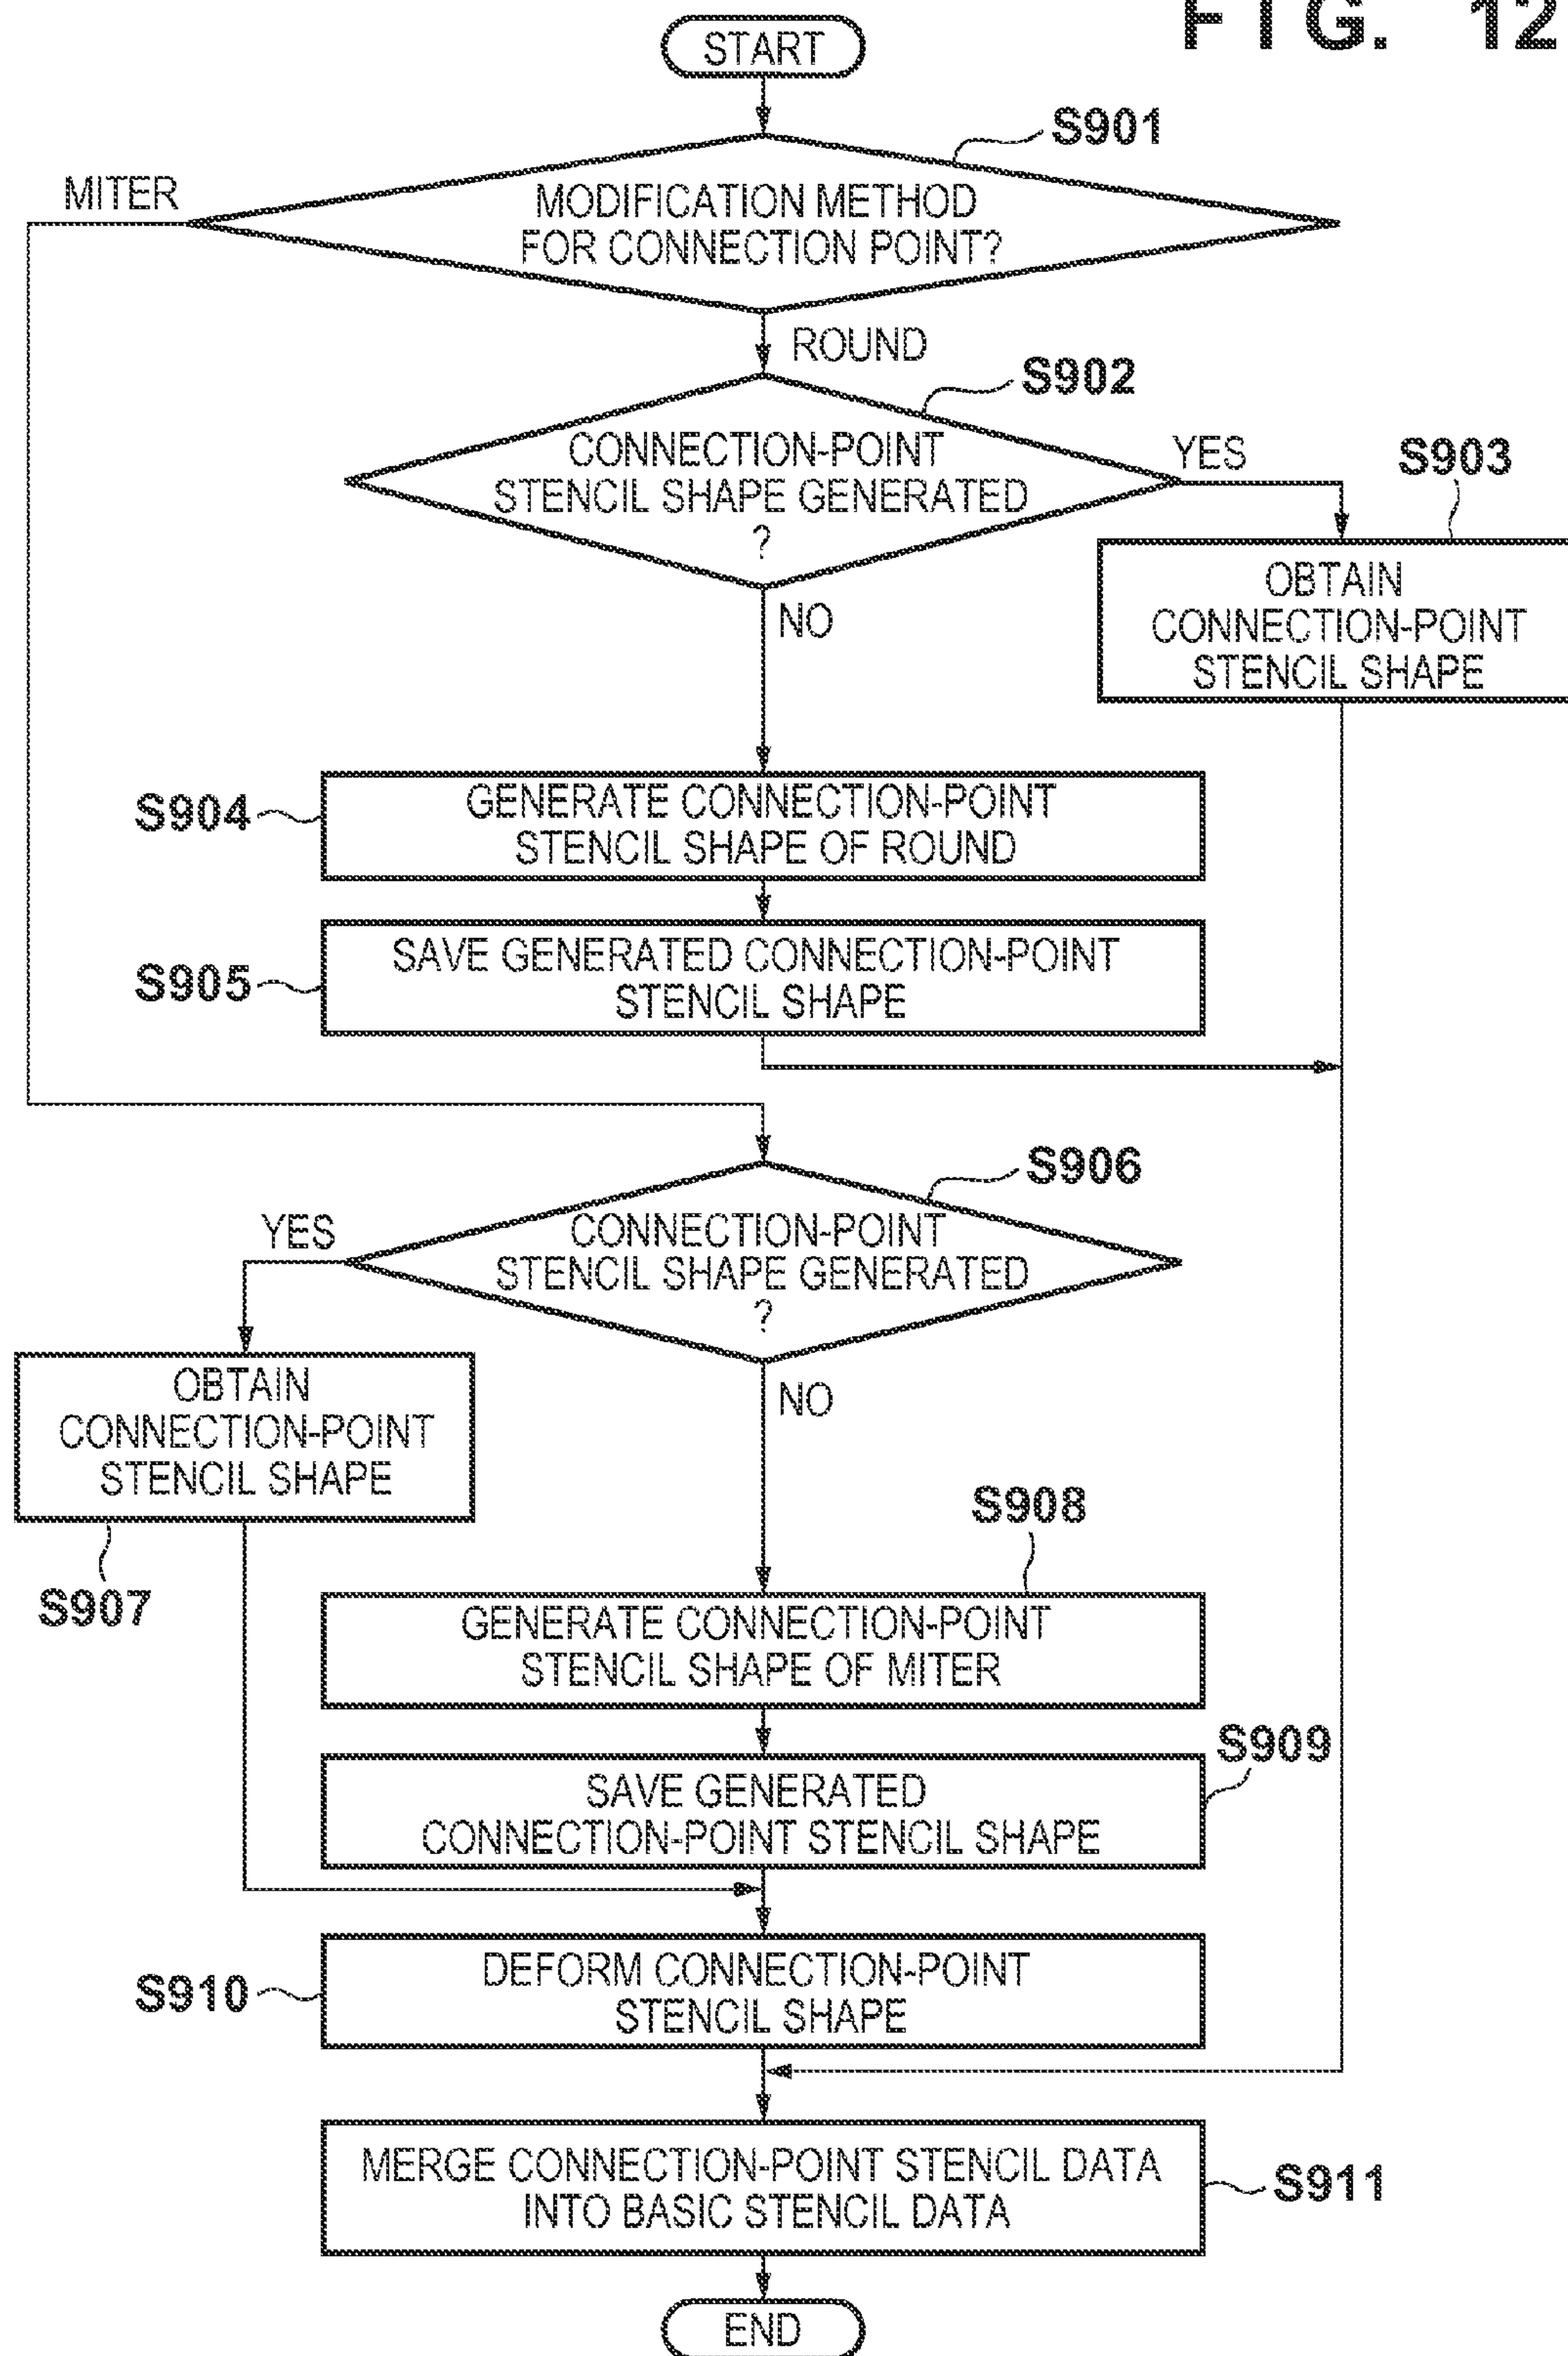 FIG. 12
START
S901
MITER
MODIFICATION METHOD
FOR CONNECTION POINT?
ROUND
S902
CONNECTION-POINT
STENCIL SHAPE GENERATED
?
YES
S903
OBTAIN
CONNECTION-POINT
STENCIL SHAPE
NO
S904
GENERATE CONNECTION-POINT
STENCIL SHAPE OF ROUND
S905
SAVE GENERATED CONNECTION-POINT
STENCIL SHAPE
S906
YES
CONNECTION-POINT
STENCIL SHAPE GENERATED
?
OBTAIN
CONNECTION-POINT
STENCIL SHAPE
S907
NO
S908
GENERATE CONNECTION-POINT
STENCIL SHAPE OF MITER
S909
SAVE GENERATED
CONNECTION-POINT STENCIL SHAPE
S910
DEFORM CONNECTION-POINT
STENCIL SHAPE
MERGE CONNECTION-POINT STENCIL DATA
INTO BASIC STENCIL DATA
S911
END